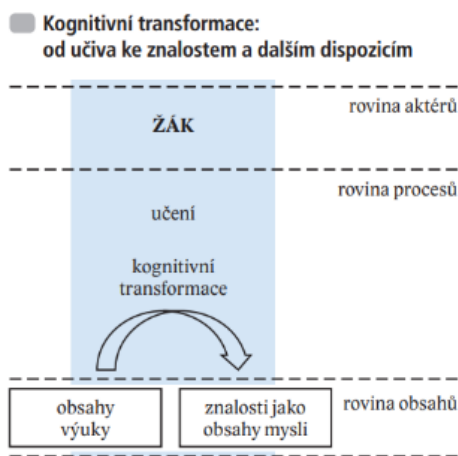 Kognitivní transformace:
od učiva ke znalostem a dalším dispozicím
rovina aktérů
ŽÁK
rovina procesů
učení
kognitivní
transformace
obsahy
výuky
znalosti jako
obsahy mysli
rovina obsahů